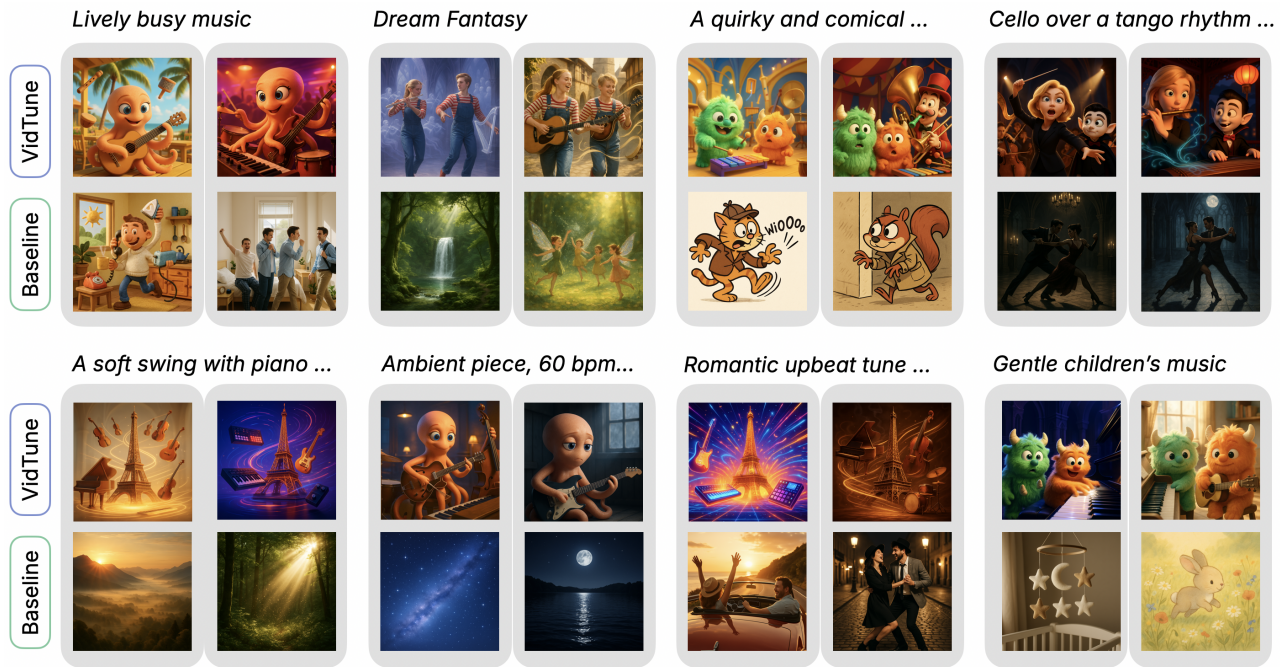 Lively busy music
Dream Fantasy
A quirky and comical ...
Cello over a tango rhythm ...
VidTune
Baseline
WiOOOo
A soft swing with piano ...
Ambient piece, 60 bpm...
Romantic upbeat tune ...
Gentle children’s music
VidTune
Baseline